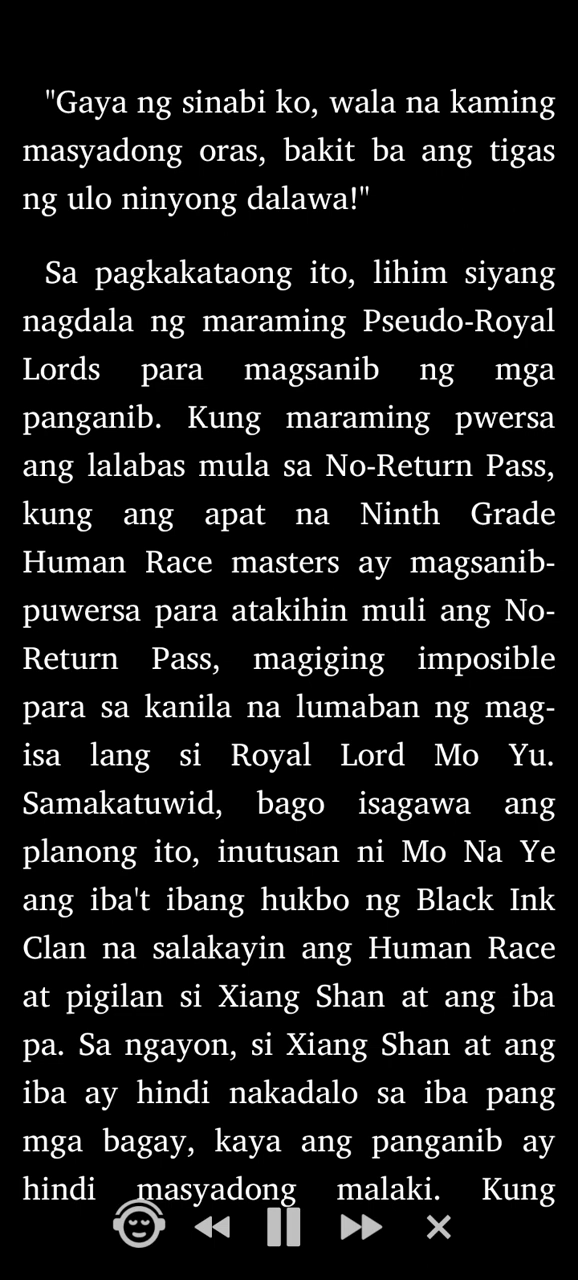 "Gaya ng sinabi ko, wala na kaming
masyadong oras, bakit ba ang tigas
ng ulo ninyong dalawa!"
Sa pagkakataong ito, lihim siyang
nagdala ng maraming Pseudo-Royal
Lords para magsanib ng mga
panganib. Kung maraming pwersa
ang lalabas mula sa No-Return Pass,
kung ang apat na Ninth Grade
Human Race masters ay magsanib-
puwersa para atakihin muli ang No-
Return Pass, magiging imposible
para sa kanila na lumaban ng mag-
isa lang si Royal Lord Mo Yu.
Samakatuwid, bago isagawa ang
planong ito, inutusan ni Mo Na Ye
ang iba't ibang hukbo ng Black Ink
Clan na salakayin ang Human Race
at pigilan si Xiang Shan at ang iba
pa. Sa ngayon, si Xiang Shan at ang
iba ay hindi nakadalo sa iba pang
mga bagay, kaya ang panganib ay
hindi masyadong malaki. Kung